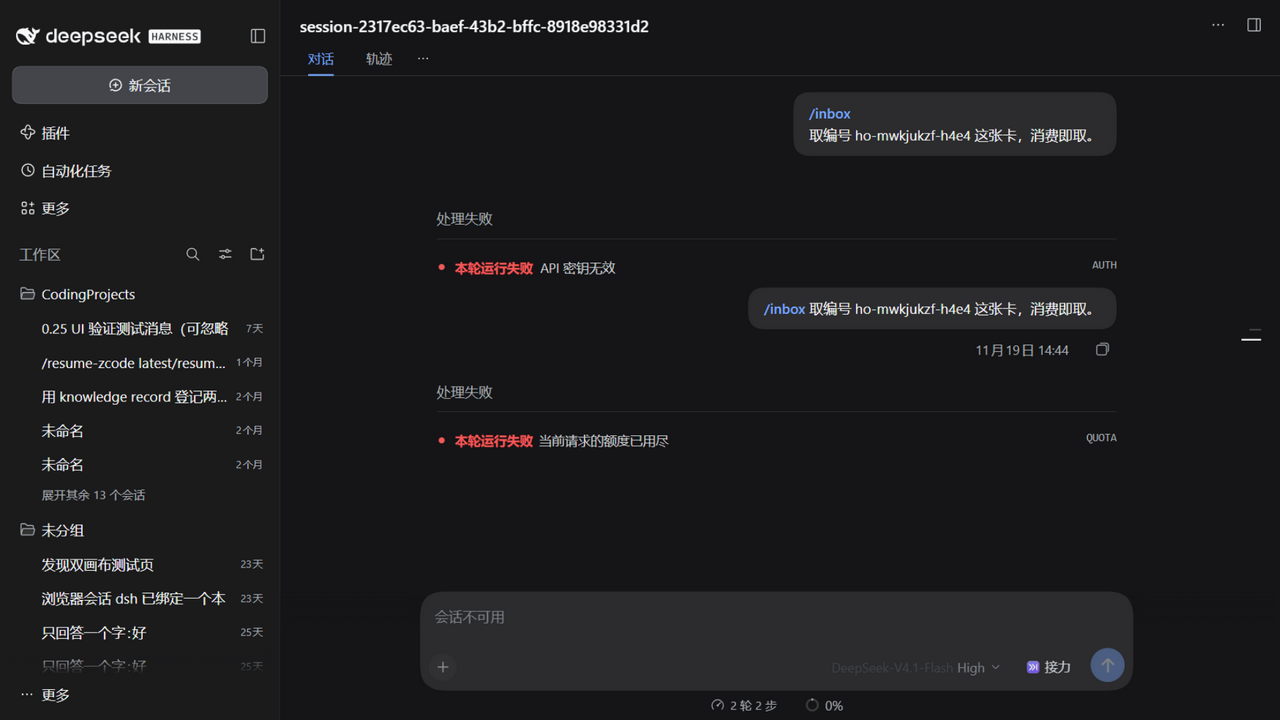 deepseek HARNESS
新会话
插件
自动化任务
更多
工作区
CodingProjects
0.25 UI 验证测试消息（可忽略 7天
/resume-zcode latest/resum... 1个月
用 knowledge record 登记两... 2个月
未命名 2个月
未命名 2个月
展开其余 13 个会话
未分组
发现双画布测试页 23天
浏览器会话 dsh 已绑定一个本 23天
只回答一个字:好 25天
只回答一个字:好 25天
... 更多
session-2317ec63-baef-43b2-bffc-8918e98331d2
对话 轨迹 ...
/inbox
取编号 ho-mwkjukzf-h4e4 这张卡，消费即取。
处理失败
本轮运行失败 API 密钥无效 AUTH
/inbox 取编号 ho-mwkjukzf-h4e4 这张卡，消费即取。
11月19日 14:44
处理失败
本轮运行失败 当前请求的额度已用尽 QUOTA
会话不可用
DeepSeek-V4.1-Flash High 接力
2 轮 2 步 0%